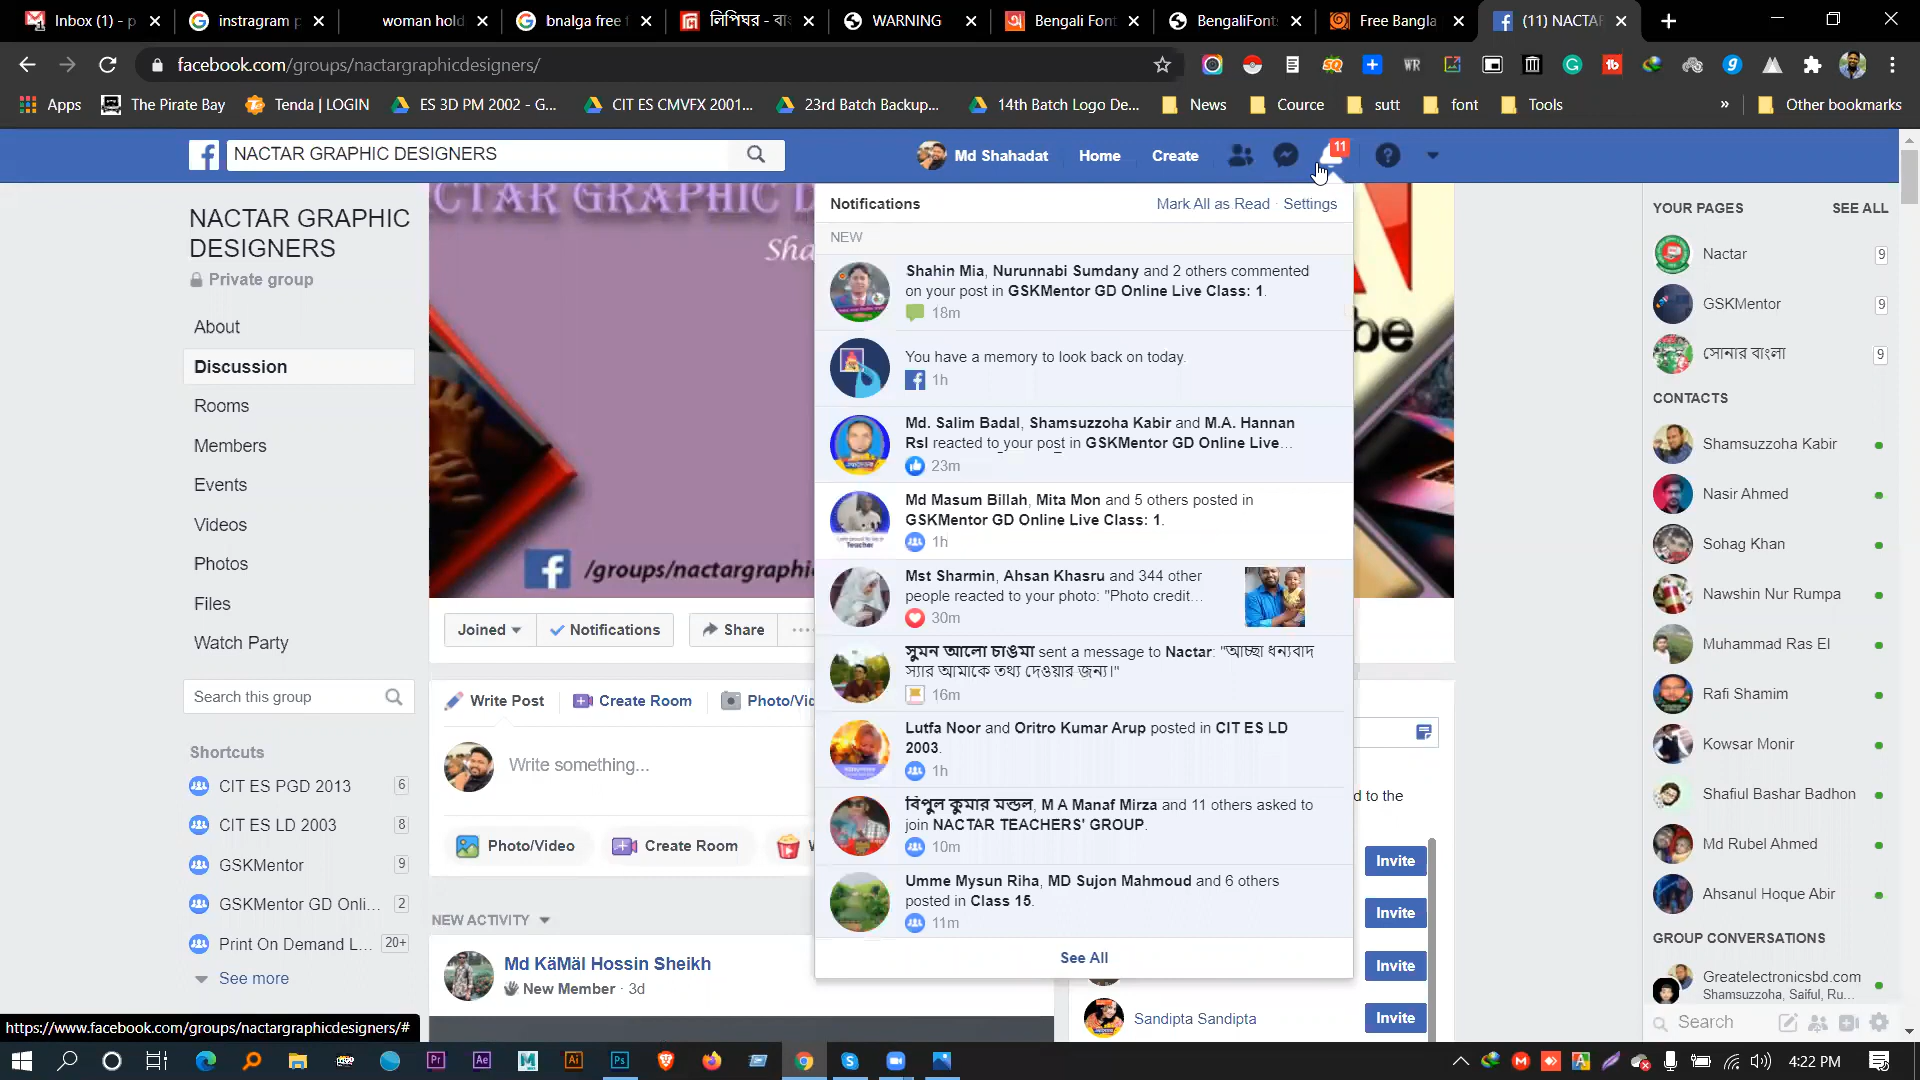 Inbox (1) - p
instragram p
woman hold
bnalga free f
লিপিঘর - বাং
WARNING
Bengali Font
BengaliFonts
Free Bangla
(11) NACTAR
facebook.com/groups/nactargraphicdesigners/
Apps
The Pirate Bay
Tenda | LOGIN
ES 3D PM 2002 - G...
CIT ES CMVFX 2001...
23rd Batch Backup...
14th Batch Logo De...
News
Cource
sutt
font
Tools
»
Other bookmarks
NACTAR GRAPHIC DESIGNERS
Md Shahadat
Home
Create
11
NACTAR GRAPHIC
DESIGNERS
Private group
About
Discussion
Rooms
Members
Events
Videos
Photos
Files
Watch Party
Search this group
Shortcuts
CIT ES PGD 2013 6
CIT ES LD 2003 8
GSKMentor 9
GSKMentor GD Onli... 2
Print On Demand L... 20+
See more
CTAR GRAPHIC D
Sha
be
/groups/nactargraphic
Joined
Notifications
Share
Write Post
Create Room
Photo/Vid
Write something...
Photo/Video
Create Room
NEW ACTIVITY
Md KäMäl Hossin Sheikh
New Member · 3d
Notifications
Mark All as Read · Settings
NEW
Shahin Mia, Nurunnabi Sumdany and 2 others commented
on your post in GSKMentor GD Online Live Class: 1.
18m
You have a memory to look back on today.
1h
Md. Salim Badal, Shamsuzzoha Kabir and M.A. Hannan
Rsl reacted to your post in GSKMentor GD Online Live...
23m
Md Masum Billah, Mita Mon and 5 others posted in
GSKMentor GD Online Live Class: 1.
1h
Mst Sharmin, Ahsan Khasru and 344 other
people reacted to your photo: "Photo credit...
30m
সুমন আলো চাঙমা sent a message to Nactar: "আচ্ছা ধন্যবাদ
স্যার আমাকে তথ্য দেওয়ার জন্য।"
16m
Lutfa Noor and Oritro Kumar Arup posted in CIT ES LD
2003.
1h
বিপুল কুমার মন্ডল, M A Manaf Mirza and 11 others asked to
join NACTAR TEACHERS' GROUP.
10m
Umme Mysun Riha, MD Sujon Mahmoud and 6 others
posted in Class 15.
11m
See All
d to the
Invite
Invite
Invite
Sandipta Sandipta
Invite
YOUR PAGES
SEE ALL
Nactar 9
GSKMentor 9
সোনার বাংলা 9
CONTACTS
Shamsuzzoha Kabir
Nasir Ahmed
Sohag Khan
Nawshin Nur Rumpa
Muhammad Ras El
Rafi Shamim
Kowsar Monir
Shafiul Bashar Badhon
Md Rubel Ahmed
Ahsanul Hoque Abir
GROUP CONVERSATIONS
Greatelectronicsbd.com
Shamsuzzoha, Saiful, Ru...
Search
https://www.facebook.com/groups/nactargraphicdesigners/#
4:22 PM